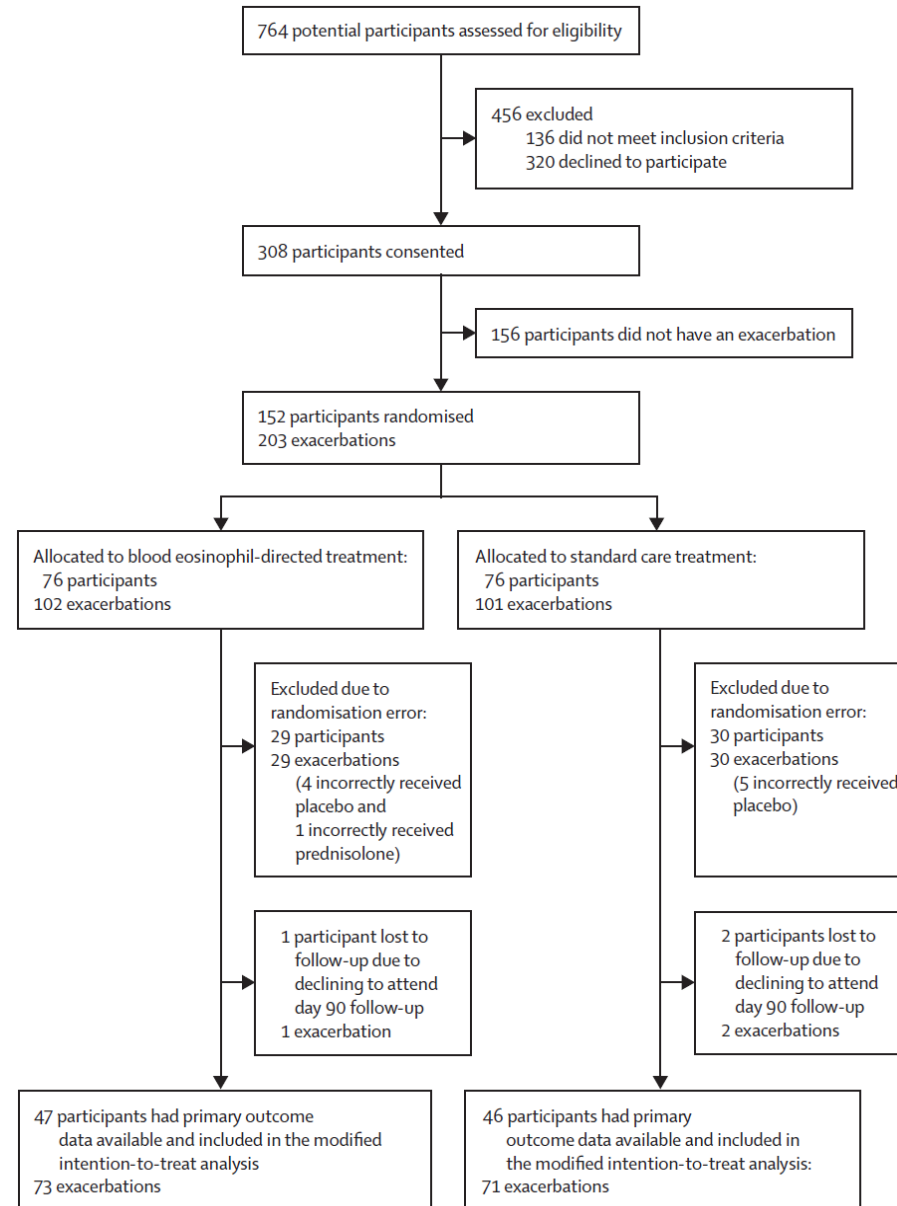 764 potential participants assessed for eligibility
456 excluded
136 did not meet inclusion criteria
320 declined to participate
308 participants consented
156 participants did not have an exacerbation
152 participants randomised
203 exacerbations
Allocated to blood eosinophil-directed treatment:
76 participants
102 exacerbations
Allocated to standard care treatment:
76 participants
101 exacerbations
Excluded due to
randomisation error:
29 participants
29 exacerbations
(4 incorrectly received
placebo and
1 incorrectly received
prednisolone)
Excluded due to
randomisation error:
30 participants
30 exacerbations
(5 incorrectly received
placebo)
1 participant lost to
follow-up due to
declining to attend
day 90 follow-up
1 exacerbation
2 participants lost to
follow-up due to
declining to attend
day 90 follow-up
2 exacerbations
47 participants had primary outcome
data available and included in the modified
intention-to-treat analysis
73 exacerbations
46 participants had primary
outcome data available and included in
the modified intention-to-treat analysis:
71 exacerbations